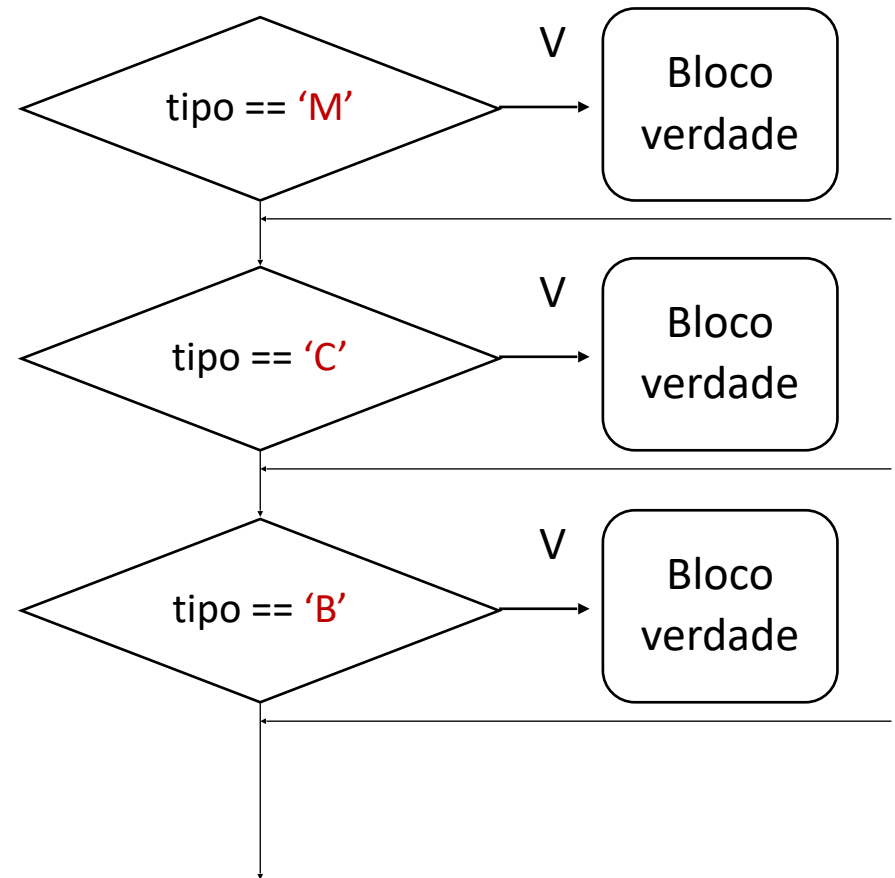 V
tipo == ‘M’
Bloco
verdade
V
tipo == ‘C’
Bloco
verdade
V
tipo == ‘B’
Bloco
verdade